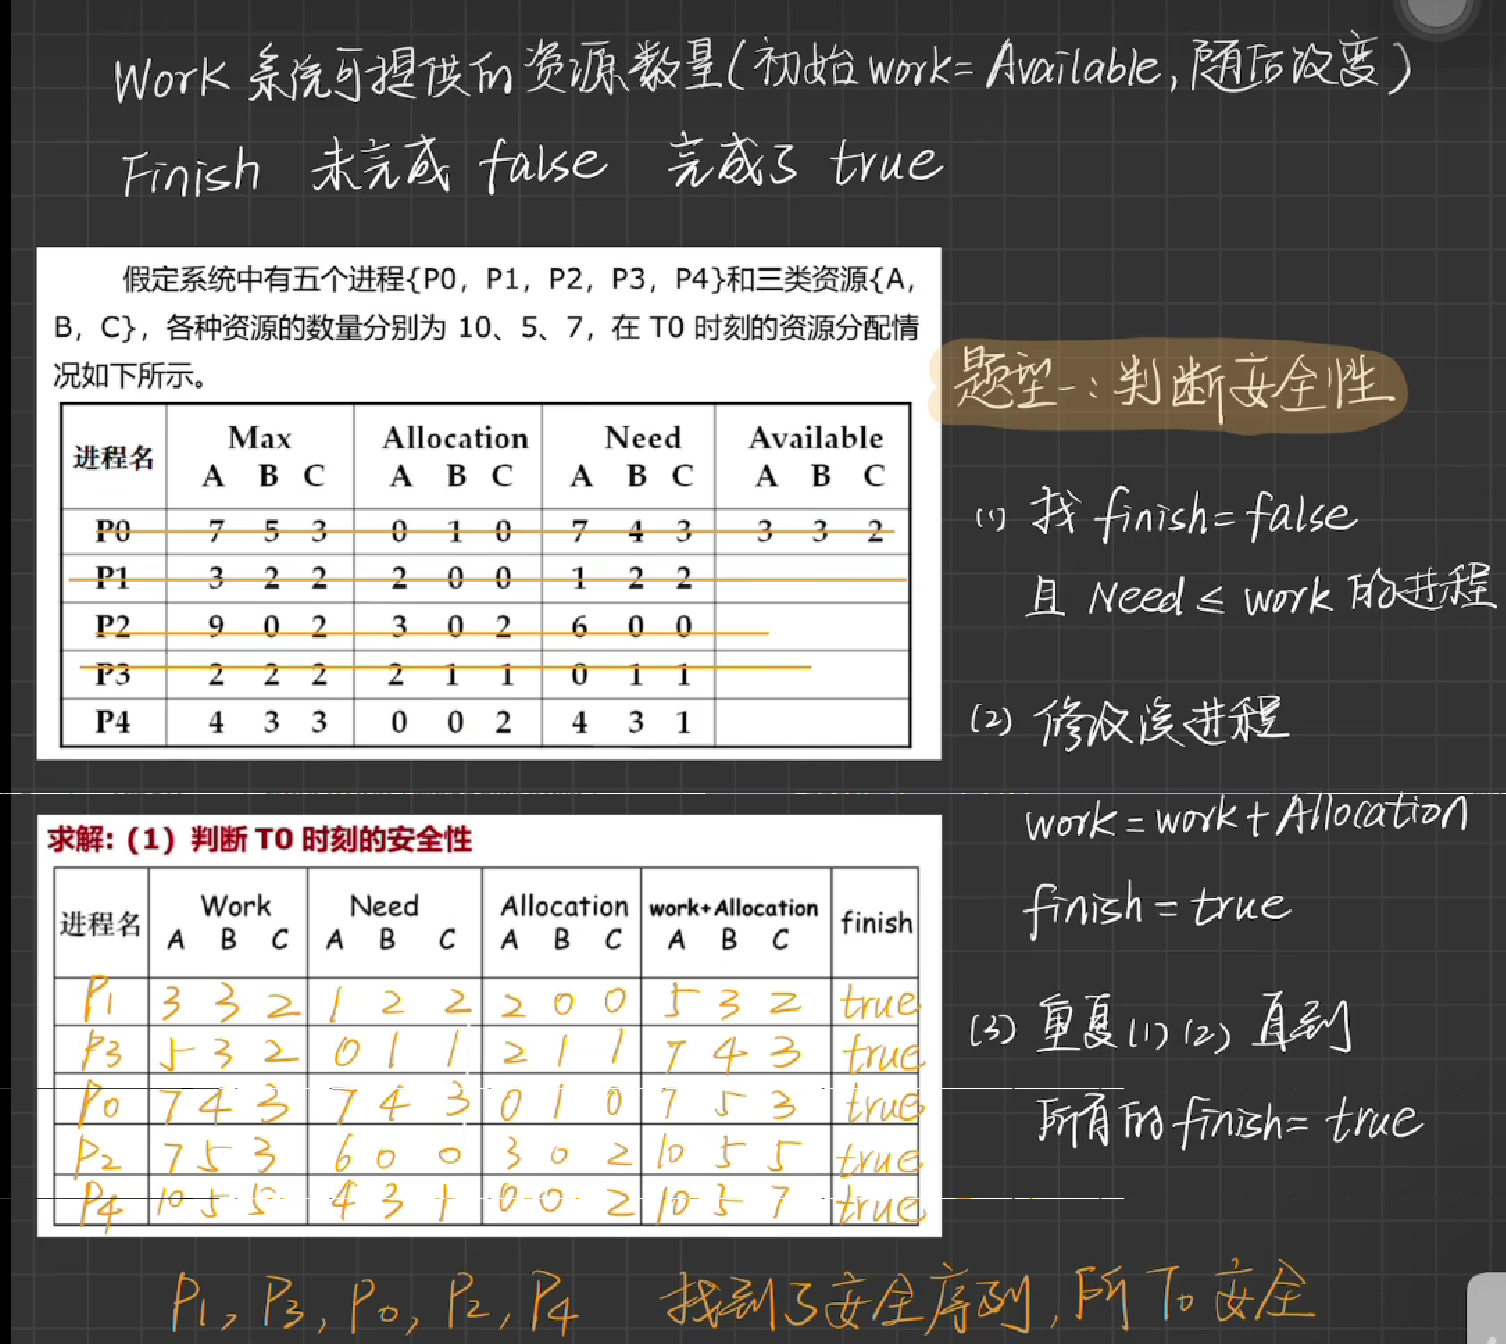 Work 系统可提供的资源数量(初始work=Available,随后改变)
Finish 未完成 false 完成了 true
假定系统中有五个进程{P0，P1，P2，P3，P4}和三类资源{A，
B，C}，各种资源的数量分别为 10、5、7，在 T0 时刻的资源分配情
况如下所示。
进程名 Max Allocation Need Available
A B C A B C A B C A B C
P0 7 5 3 0 1 0 7 4 3 3 3 2
P1 3 2 2 2 0 0 1 2 2
P2 9 0 2 3 0 2 6 0 0
P3 2 2 2 2 1 1 0 1 1
P4 4 3 3 0 0 2 4 3 1
题型一:判断安全性
(1) 找 finish=false
且 Need ≤ work 的进程
(2) 修改该进程
work=work+Allocation
finish=true
(3) 重复(1)(2) 直到
所有的finish=true
求解:（1）判断 T0 时刻的安全性
进程名 Work Need Allocation work+Allocation finish
A B C A B C A B C A B C
P1 3 3 2 1 2 2 2 0 0 5 3 2 true
P3 5 3 2 0 1 1 2 1 1 7 4 3 true
P0 7 4 3 7 4 3 0 1 0 7 5 3 true
P2 7 5 3 6 0 0 3 0 2 10 5 5 true
P4 10 5 5 4 3 1 0 0 2 10 5 7 true
P1, P3, P0, P2, P4 找到了安全序列,所 T0 安全